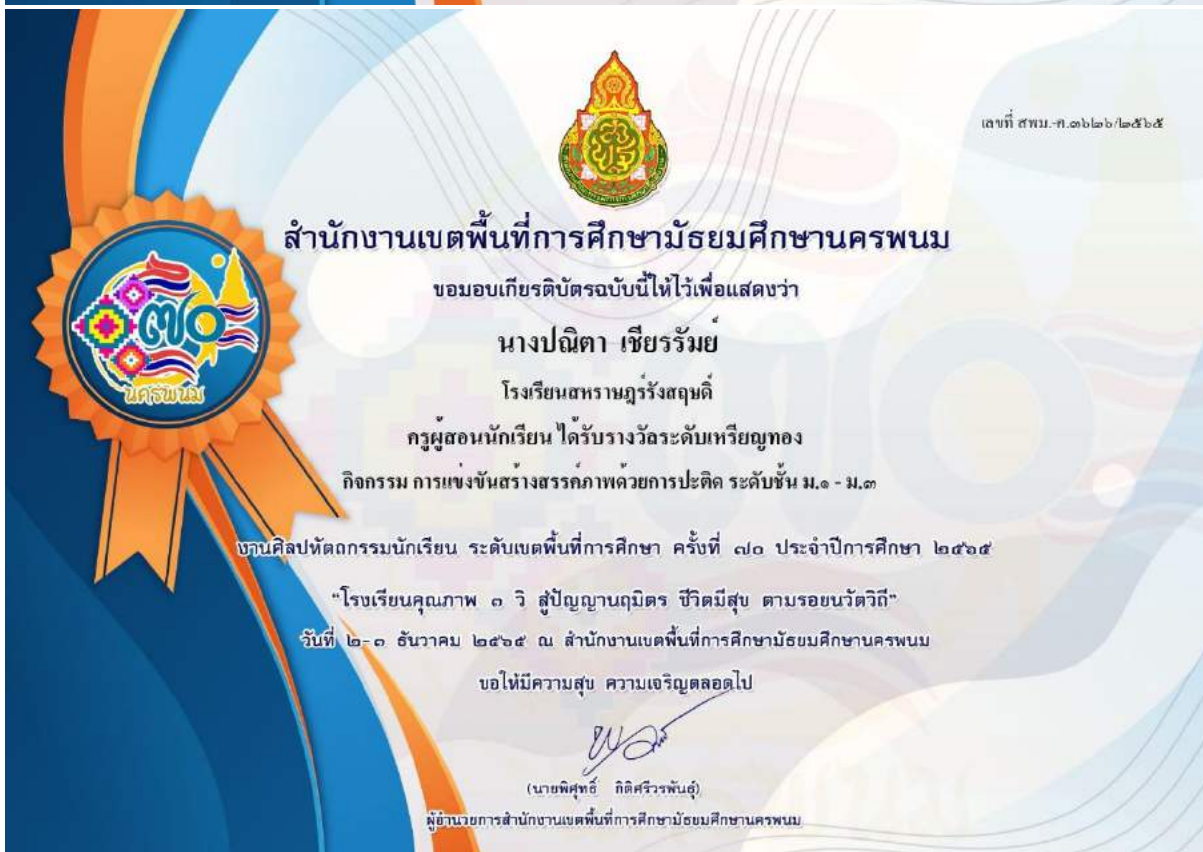 เลขที่ สพม.-ค.๓๖๒๖/๒๕๖๕
สำนักงานเขตพื้นที่การศึกษามัธยมศึกษานครพนม
ขอมอบเกียรติบัตรฉบับนี้ให้ไว้เพื่อแสดงว่า
นางปณิตา เชียรรัมย์
โรงเรียนสหราษฎร์รังสฤษดิ์
ครูผู้สอนนักเรียน ได้รับรางวัลระดับเหรียญทอง
กิจกรรม การแข่งขันสร้างสรรค์ภาพด้วยการปะติด ระดับชั้น ม.๑ - ม.๓
๗๐
นครพนม
งานศิลปหัตถกรรมนักเรียน ระดับเขตพื้นที่การศึกษา ครั้งที่ ๗๐ ประจำปีการศึกษา ๒๕๖๕
"โรงเรียนคุณภาพ ๓ วิ สู่ปัญญานฤมิตร ชีวิตมีสุข ตามรอยนวัตวิถี"
วันที่ ๒-๓ ธันวาคม ๒๕๖๕ ณ สำนักงานเขตพื้นที่การศึกษามัธยมศึกษานครพนม
ขอให้มีความสุข ความเจริญตลอดไป
(นายพิศุทธิ์ กิติศรีวรพันธุ์)
ผู้อำนวยการสำนักงานเขตพื้นที่การศึกษามัธยมศึกษานครพนม